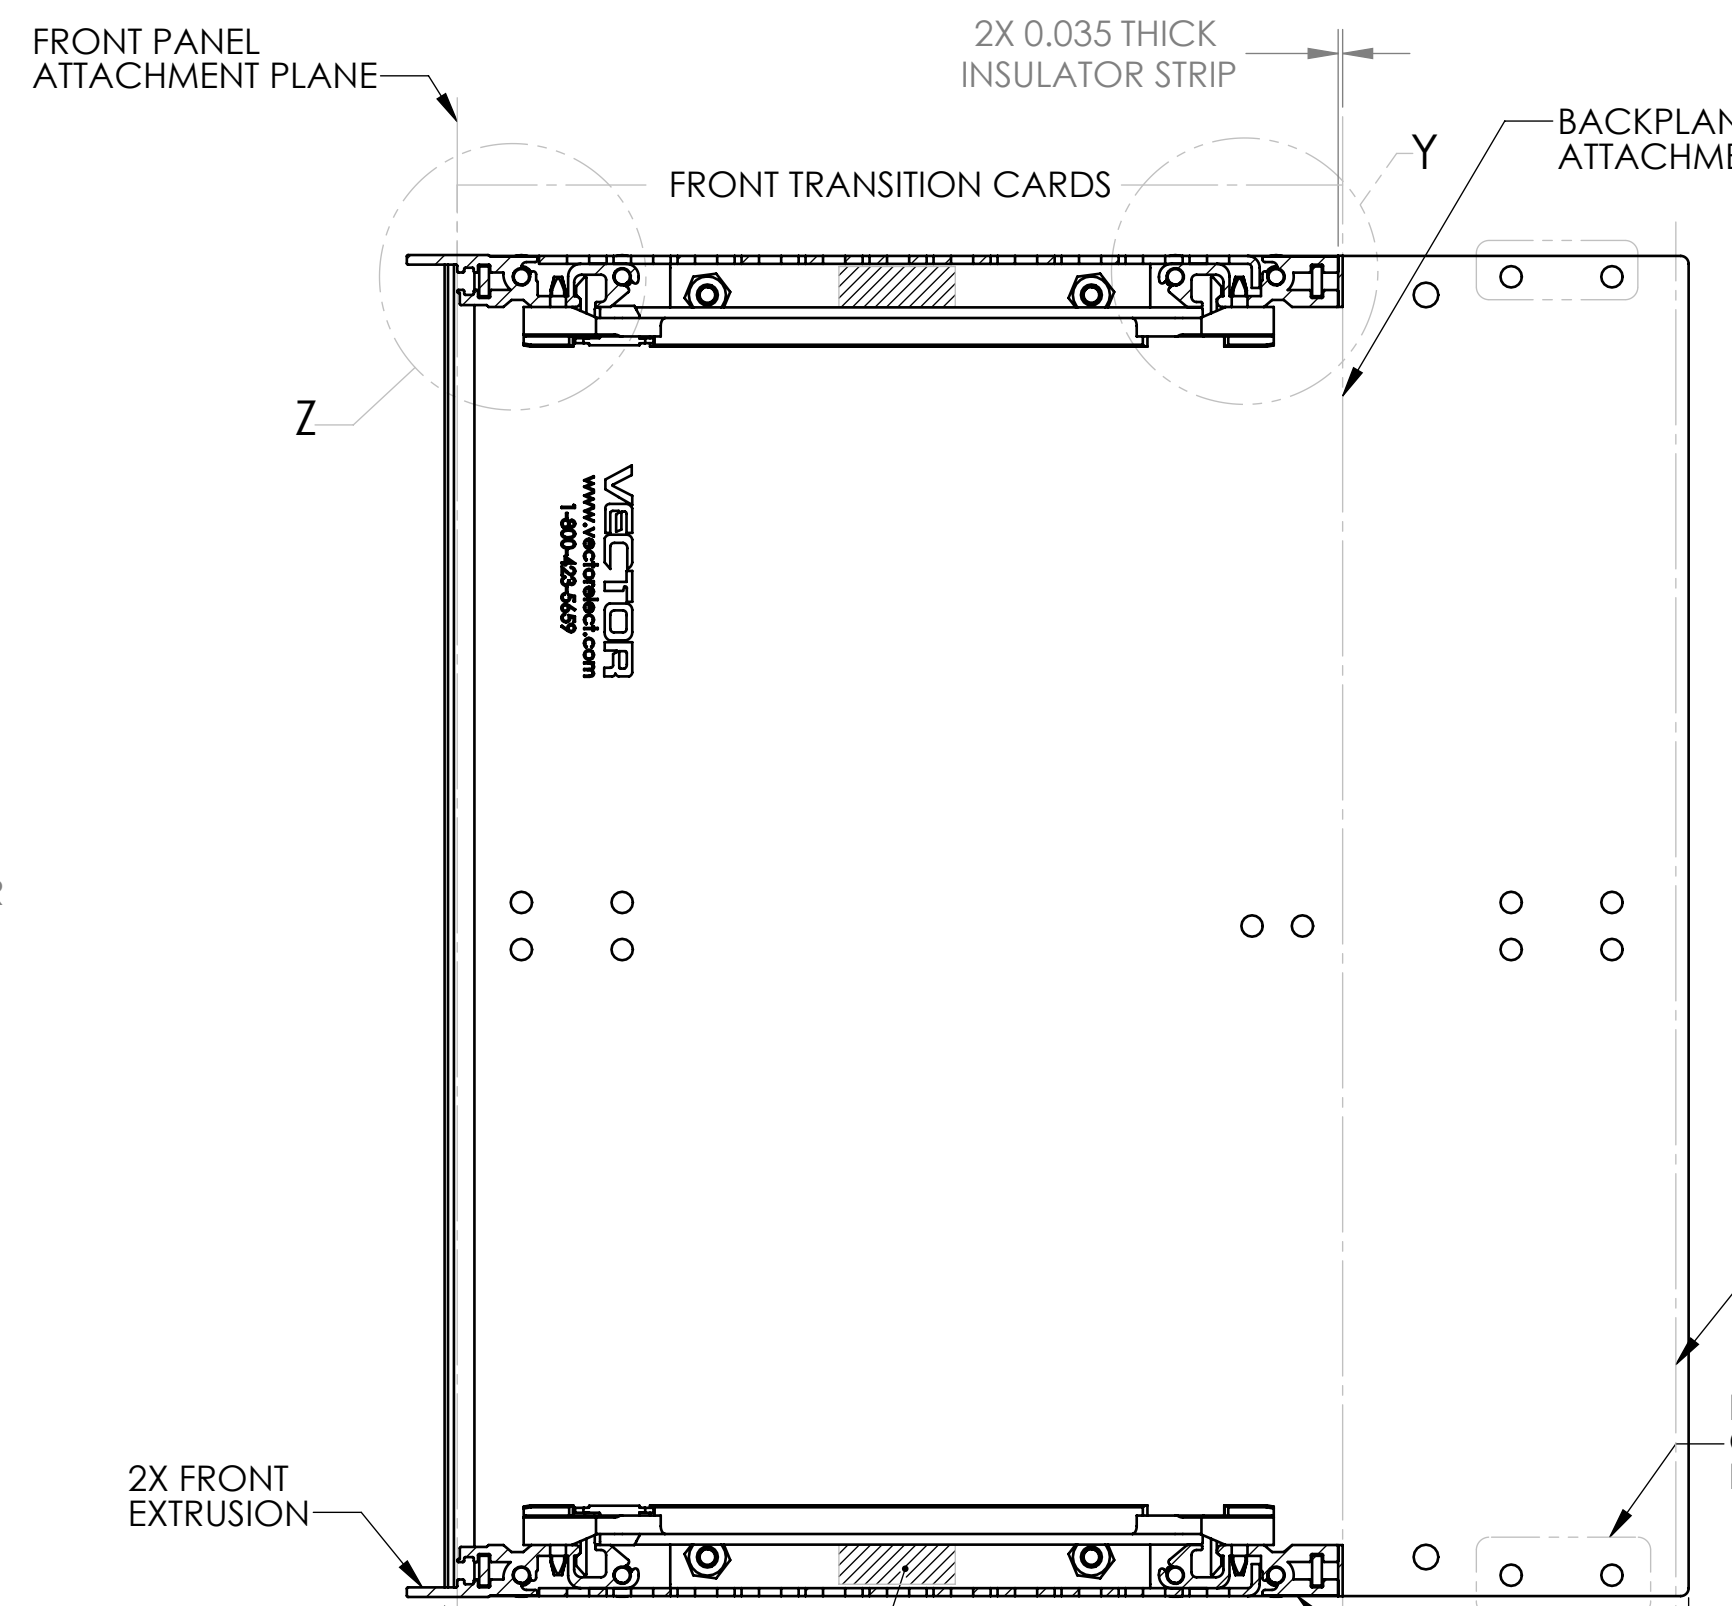 FRONT PANEL
ATTACHMENT PLANE
2X 0.035 THICK
INSULATOR STRIP
BACKPLAN
ATTACHME
Y
FRONT TRANSITION CARDS
Z
VECTOR
www.vectorelect.com
1-800-423-5659
R
2X FRONT
EXTRUSION